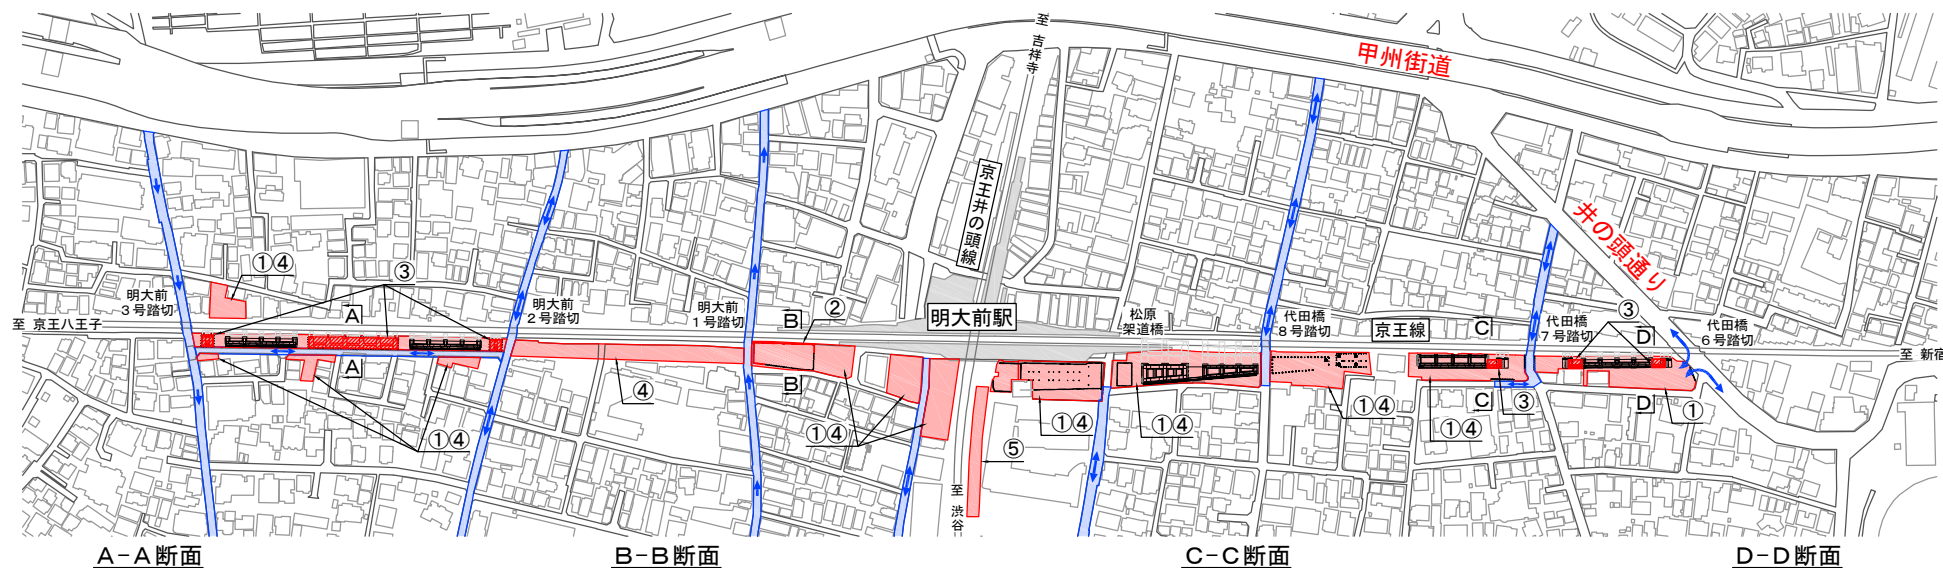 至 吉祥寺
甲州街道
京王井の頭線
井の頭通り
①④
③
明大前
3号踏切
明大前
2号踏切
明大前
1号踏切
②
明大前駅
松原
架道橋
代田橋
8号踏切
京王線
代田橋
7号踏切
③
代田橋
6号踏切
至 京王八王子
至 新宿
A
A
B
B
C
C
D
D
④
①④
①④
①④
①④
①④
①④
③
①
⑤
至 渋谷
A-A断面
B-B断面
C-C断面
D-D断面